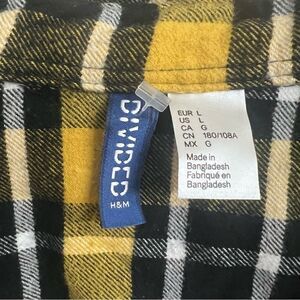 DIVIDED
H&M
EUR L
US L
CA G
CN 180/108A
MX G
Made in
Bangladesh
Fabriqué en
Bangladesh